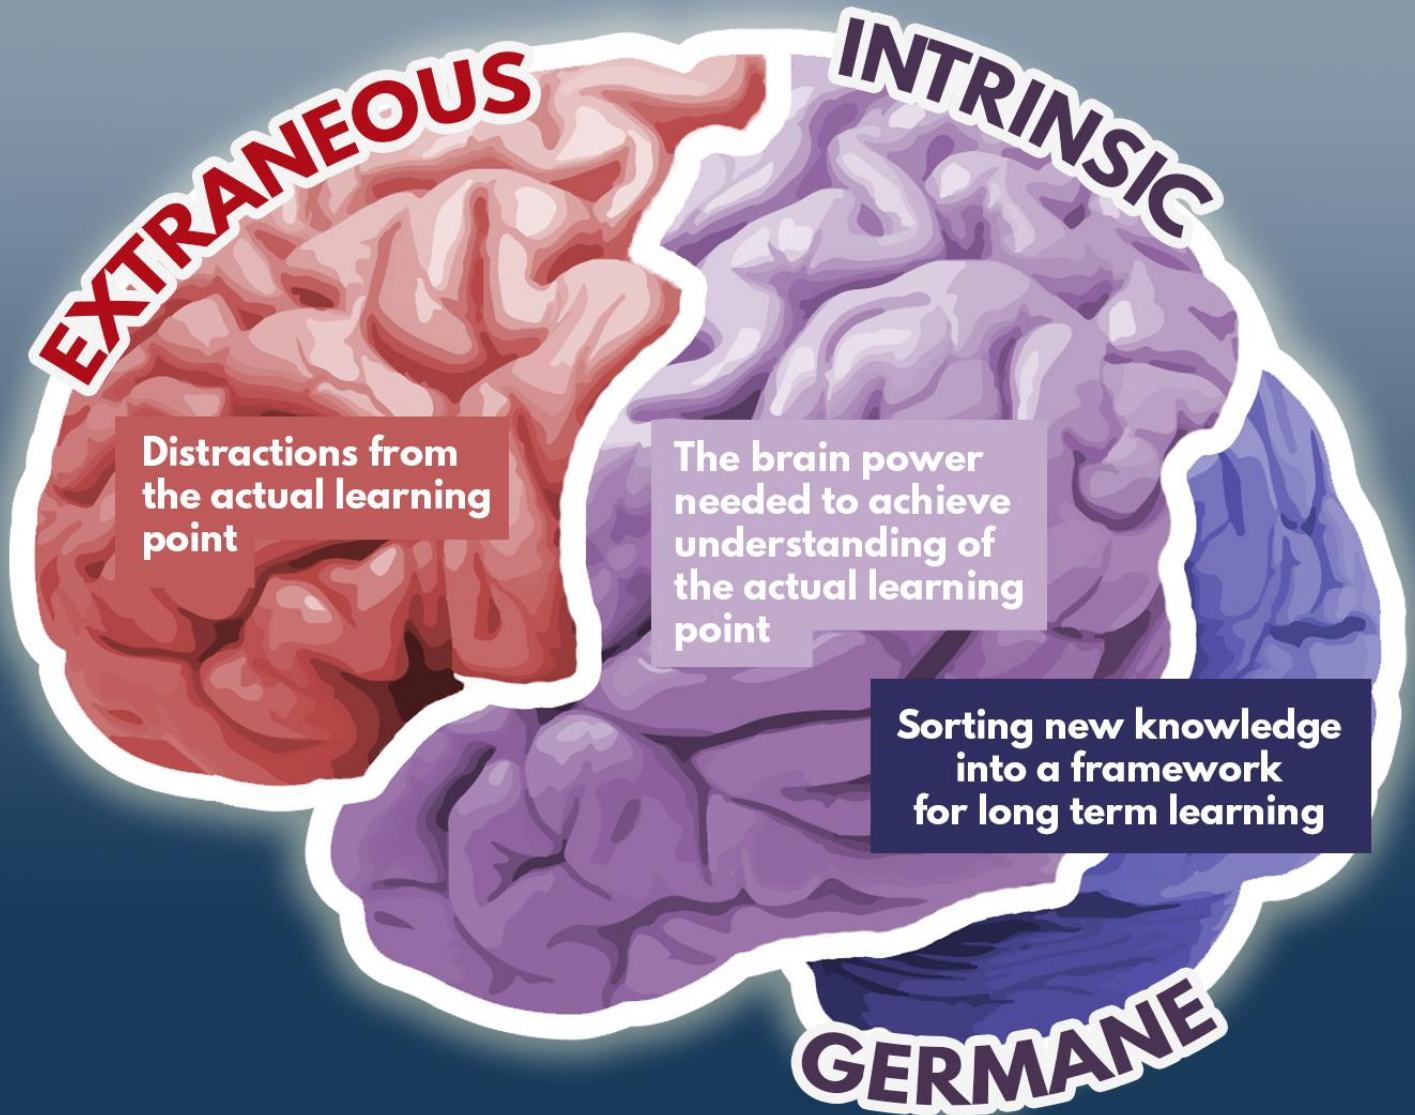 EXTRANEOUS
Distractions from
the actual learning
point
INTRINSIC
The brain power
needed to achieve
understanding of
the actual learning
point
Sorting new knowledge
into a framework
for long term learning
GERMANE